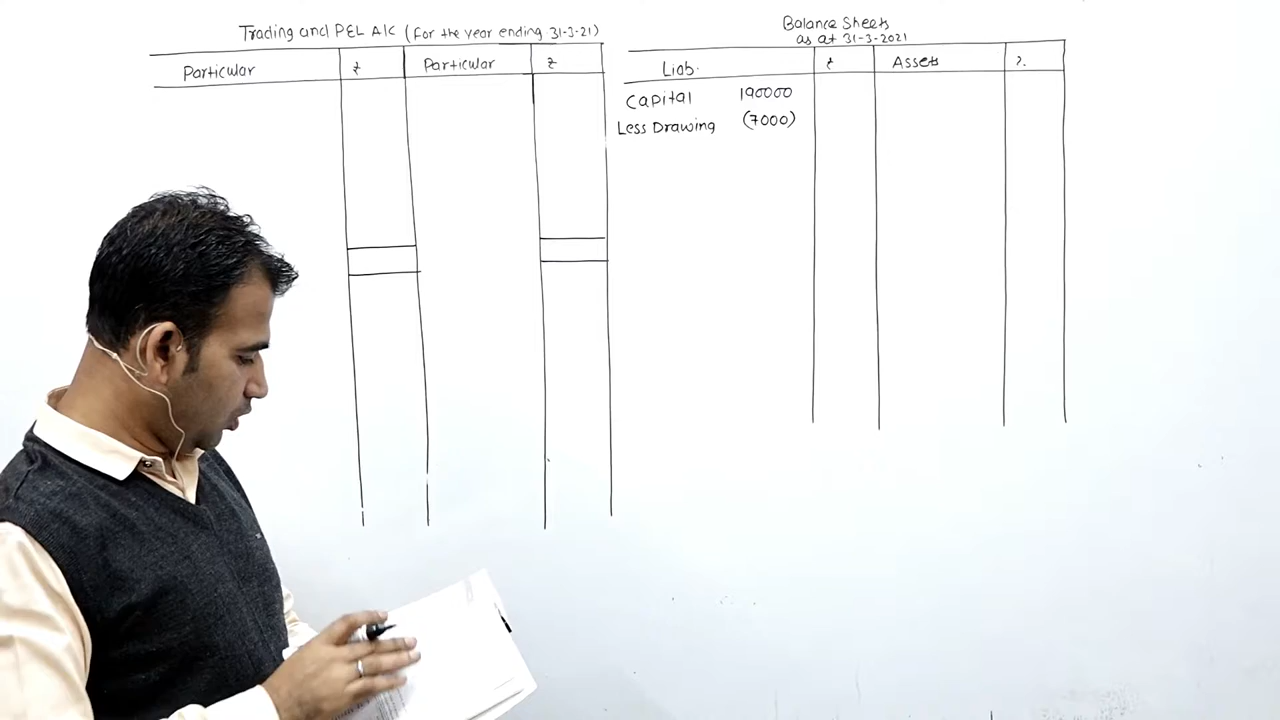 Trading and P&L A/C (For the year ending 31-3-21)
Particular ₹ Particular ₹
Balance Sheets
as at 31-3-2021
Liab. ₹ Assets ₹
Capital 190000
Less Drawing (7000)